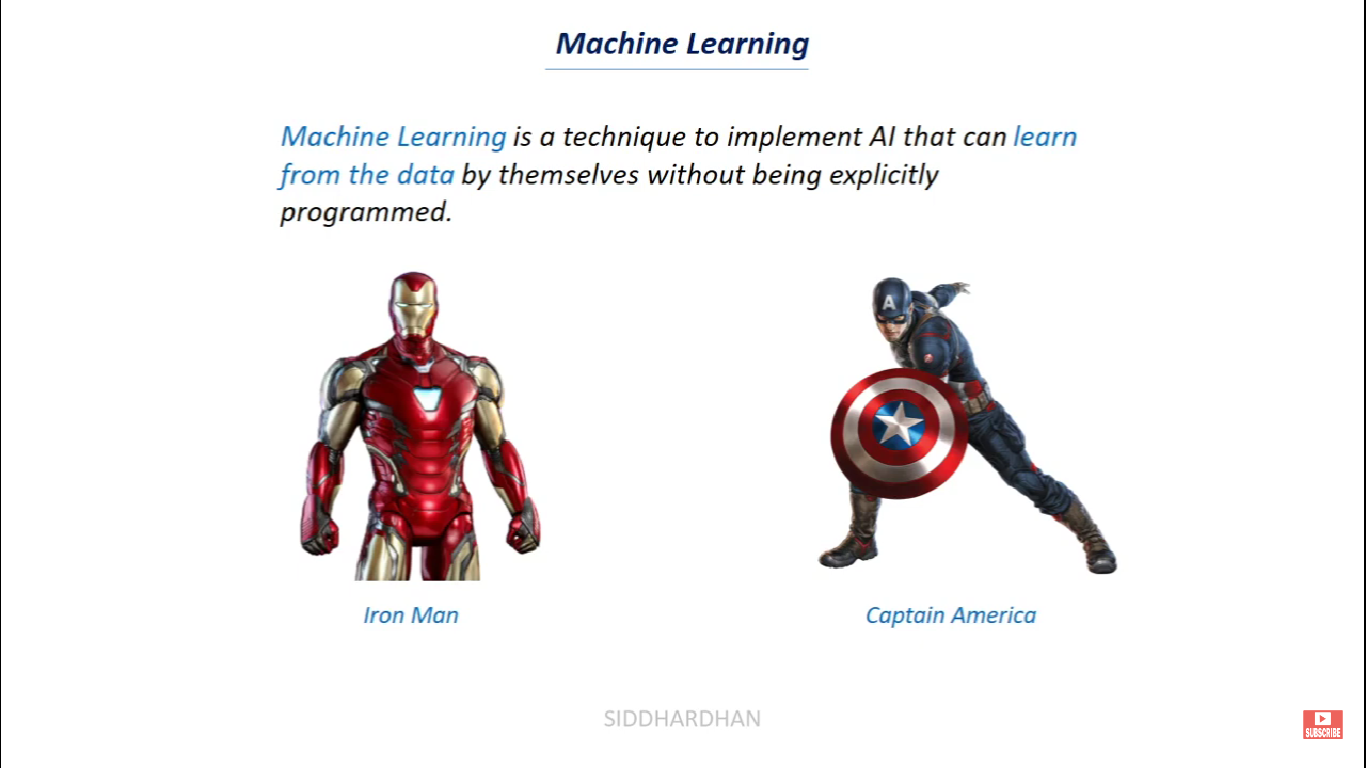 Machine Learning
Machine Learning is a technique to implement AI that can learn
from the data by themselves without being explicitly
programmed.
A
Iron Man
Captain America
SIDDHARDHAN
SUBSCRIBE